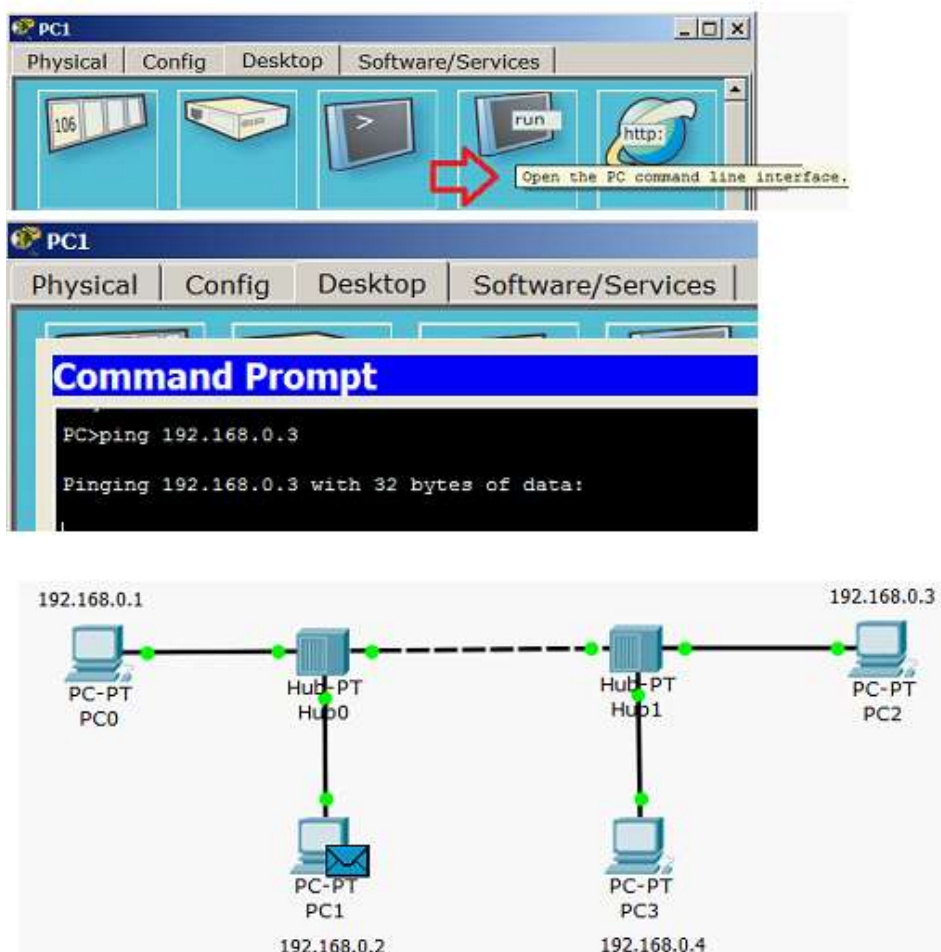 PC1
Physical Config Desktop Software/Services
106
>
run
http:
Open the PC command line interface.
PC1
Physical Config Desktop Software/Services
Command Prompt
PC>ping 192.168.0.3
Pinging 192.168.0.3 with 32 bytes of data:
192.168.0.1
192.168.0.3
PC-PT
PC0
Hub-PT
Hub0
Hub-PT
Hub1
PC-PT
PC2
PC-PT
PC1
192.168.0.2
PC-PT
PC3
192.168.0.4